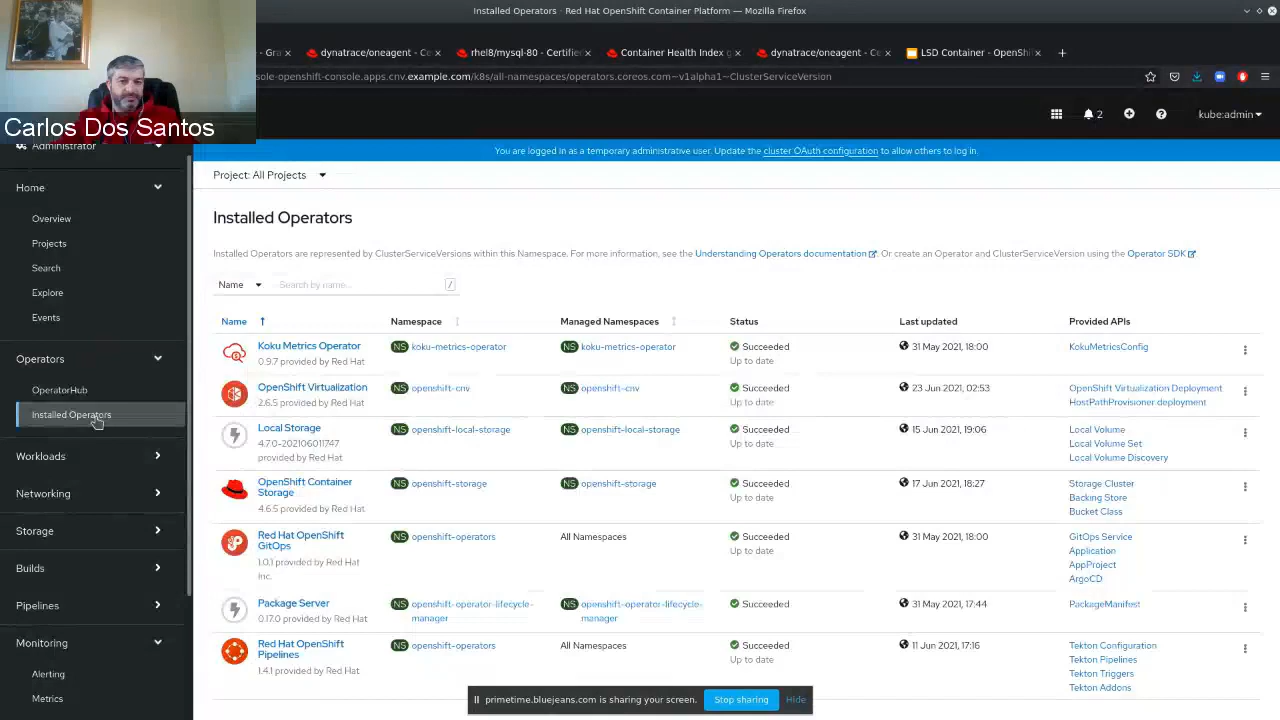 Installed Operators · Red Hat OpenShift Container Platform — Mozilla Firefox
- Gra
dynatrace/oneagent - Ce
rhel8/mysql-80 - Certifie
Container Health Index g
dynatrace/oneagent - Ce
LSD Container - OpenShi
sole-openshift-console.apps.cnv.example.com/k8s/all-namespaces/operators.coreos.com~v1alpha1~ClusterServiceVersion
Carlos Dos Santos
2
kube:admin
You are logged in as a temporary administrative user. Update the cluster OAuth configuration to allow others to log in.
Administrator
Home
Overview
Projects
Search
Explore
Events
Operators
OperatorHub
Installed Operators
Workloads
Networking
Storage
Builds
Pipelines
Monitoring
Alerting
Metrics
Project: All Projects
Installed Operators
Installed Operators are represented by ClusterServiceVersions within this Namespace. For more information, see the Understanding Operators documentation. Or create an Operator and ClusterServiceVersion using the Operator SDK
Name
Search by name...
/
Name Namespace Managed Namespaces Status Last updated Provided APIs
Koku Metrics Operator
0.9.7 provided by Red Hat
NS koku-metrics-operator
NS koku-metrics-operator
Succeeded
Up to date
31 May 2021, 18:00
KokuMetricsConfig
OpenShift Virtualization
2.6.5 provided by Red Hat
NS openshift-cnv
NS openshift-cnv
Succeeded
Up to date
23 Jun 2021, 02:53
OpenShift Virtualization Deployment
HostPathProvisioner deployment
Local Storage
4.7.0-202106011747
provided by Red Hat
NS openshift-local-storage
NS openshift-local-storage
Succeeded
Up to date
15 Jun 2021, 19:06
Local Volume
Local Volume Set
Local Volume Discovery
OpenShift Container
Storage
4.6.5 provided by Red Hat
NS openshift-storage
NS openshift-storage
Succeeded
Up to date
17 Jun 2021, 18:27
Storage Cluster
Backing Store
Bucket Class
Red Hat OpenShift
GitOps
1.0.1 provided by Red Hat
Inc.
NS openshift-operators
All Namespaces
Succeeded
Up to date
31 May 2021, 18:00
GitOps Service
Application
AppProject
ArgoCD
Package Server
0.17.0 provided by Red Hat
NS openshift-operator-lifecycle-
manager
NS openshift-operator-lifecycle-
manager
Succeeded
31 May 2021, 17:44
PackageManifest
Red Hat OpenShift
Pipelines
1.4.1 provided by Red Hat
NS openshift-operators
All Namespaces
Succeeded
Up to date
11 Jun 2021, 17:16
Tekton Configuration
Tekton Pipelines
Tekton Triggers
Tekton Addons
primetime.bluejeans.com is sharing your screen.
Stop sharing
Hide